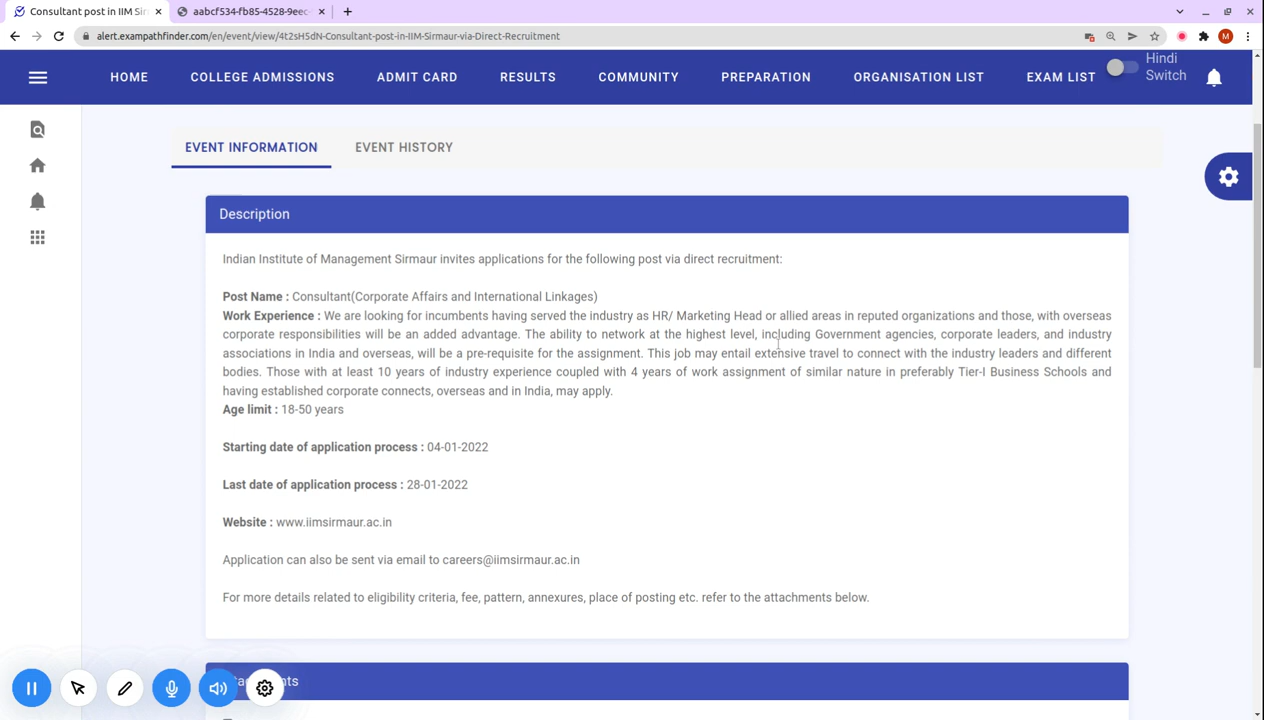 Consultant post in IIM Sir
aabcf534-fb85-4528-9eec
alert.exampathfinder.com/en/event/view/4t2sH5dN-Consultant-post-in-IIM-Sirmaur-via-Direct-Recruitment
M
HOME COLLEGE ADMISSIONS ADMIT CARD RESULTS COMMUNITY PREPARATION ORGANISATION LIST EXAM LIST Hindi
Switch
EVENT INFORMATION EVENT HISTORY
Description
Indian Institute of Management Sirmaur invites applications for the following post via direct recruitment:
Post Name : Consultant(Corporate Affairs and International Linkages)
Work Experience : We are looking for incumbents having served the industry as HR/ Marketing Head or allied areas in reputed organizations and those, with overseas
corporate responsibilities will be an added advantage. The ability to network at the highest level, including Government agencies, corporate leaders, and industry
associations in India and overseas, will be a pre-requisite for the assignment. This job may entail extensive travel to connect with the industry leaders and different
bodies. Those with at least 10 years of industry experience coupled with 4 years of work assignment of similar nature in preferably Tier-I Business Schools and
having established corporate connects, overseas and in India, may apply.
Age limit : 18-50 years
Starting date of application process : 04-01-2022
Last date of application process : 28-01-2022
Website : www.iimsirmaur.ac.in
Application can also be sent via email to careers@iimsirmaur.ac.in
For more details related to eligibility criteria, fee, pattern, annexures, place of posting etc. refer to the attachments below.